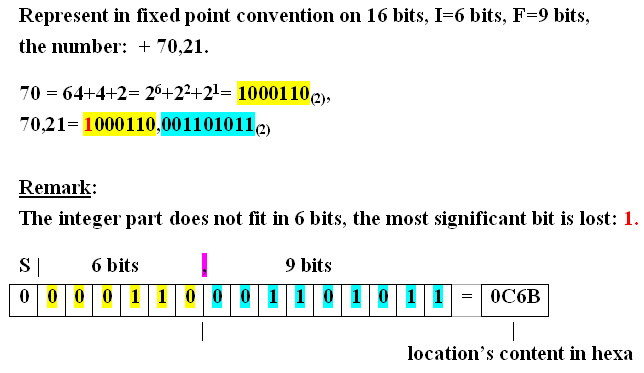 Represent in fixed point convention on 16 bits, I=6 bits, F=9 bits,
the number: + 70,21.
70 = 64+4+2= 2⁶+2²+2¹= 1000110₍₂₎,
70,21= 1000110,001101011₍₂₎
Remark:
The integer part does not fit in 6 bits, the most significant bit is lost: 1.
S | 6 bits , 9 bits
0 0 0 0 1 1 0 0 0 1 1 0 1 0 1 1 = 0C6B
location's content in hexa